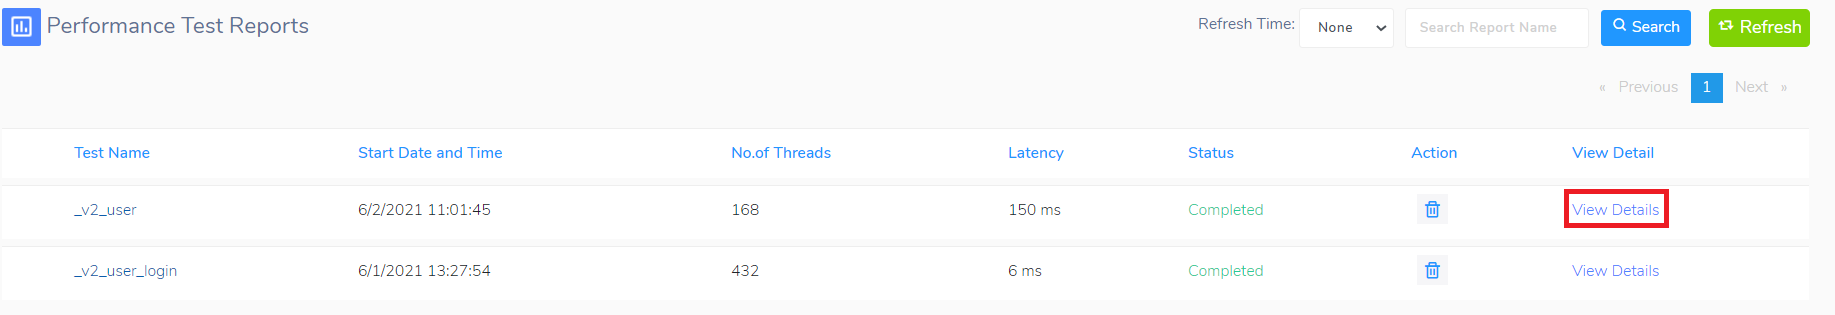 Performance Test Reports
Refresh Time: None Search Report Name Search Refresh
« Previous 1 Next »
Test Name Start Date and Time No.of Threads Latency Status Action View Detail
_v2_user 6/2/2021 11:01:45 168 150 ms Completed View Details
_v2_user_login 6/1/2021 13:27:54 432 6 ms Completed View Details